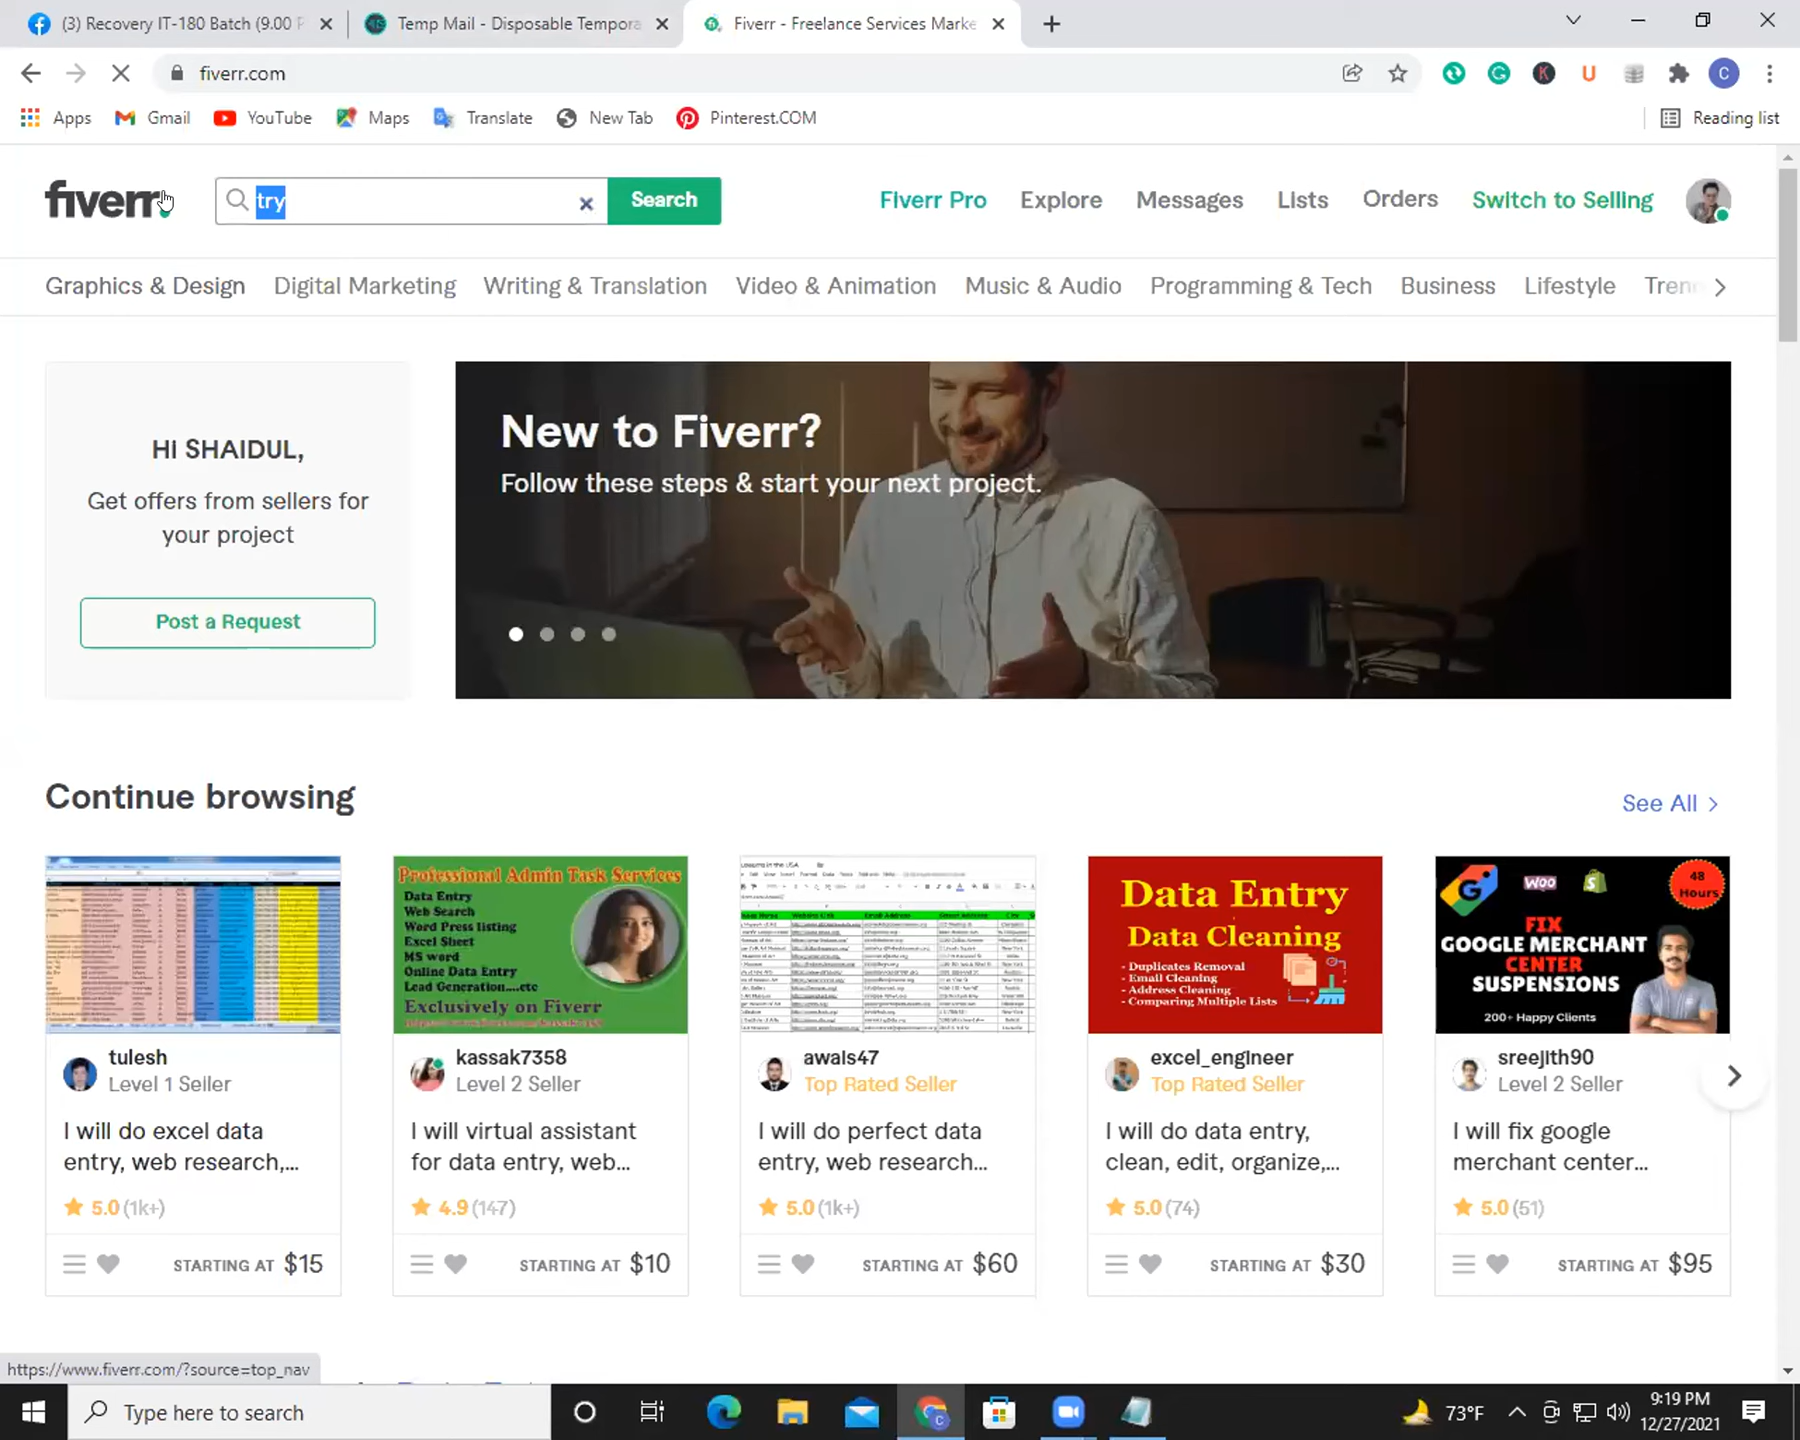 (3) Recovery IT-180 Batch (9.00 P
Temp Mail - Disposable Tempora
Fiverr - Freelance Services Marke
fiverr.com
Apps
Gmail
YouTube
Maps
Translate
New Tab
Pinterest.COM
Reading list
fiverr
try
Search
Fiverr Pro
Explore
Messages
Lists
Orders
Switch to Selling
Graphics & Design
Digital Marketing
Writing & Translation
Video & Animation
Music & Audio
Programming & Tech
Business
Lifestyle
Tren
HI SHAIDUL,
Get offers from sellers for
your project
Post a Request
New to Fiverr?
Follow these steps & start your next project.
Continue browsing
See All
Professional Admin Task Services
Data Entry
Web Search
Word Press listing
Excel Sheet
MS word
Online Data Entry
Lead Generation....etc
Exclusively on Fiverr
Data Entry
Data Cleaning
- Duplicates Removal
- Email Cleaning
- Address Cleaning
- Comparing Multiple Lists
G
WOO
48
Hours
FIX
GOOGLE MERCHANT
CENTER
SUSPENSIONS
200+ Happy Clients
tulesh
Level 1 Seller
I will do excel data
entry, web research,...
5.0 (1k+)
STARTING AT $15
kassak7358
Level 2 Seller
I will virtual assistant
for data entry, web...
4.9 (147)
STARTING AT $10
awais47
Top Rated Seller
I will do perfect data
entry, web research...
5.0 (1k+)
STARTING AT $60
excel_engineer
Top Rated Seller
I will do data entry,
clean, edit, organize,...
5.0 (74)
STARTING AT $30
sreejith90
Level 2 Seller
I will fix google
merchant center...
5.0 (51)
STARTING AT $95
https://www.fiverr.com/?source=top_nav
Type here to search
73°F
9:19 PM
12/27/2021